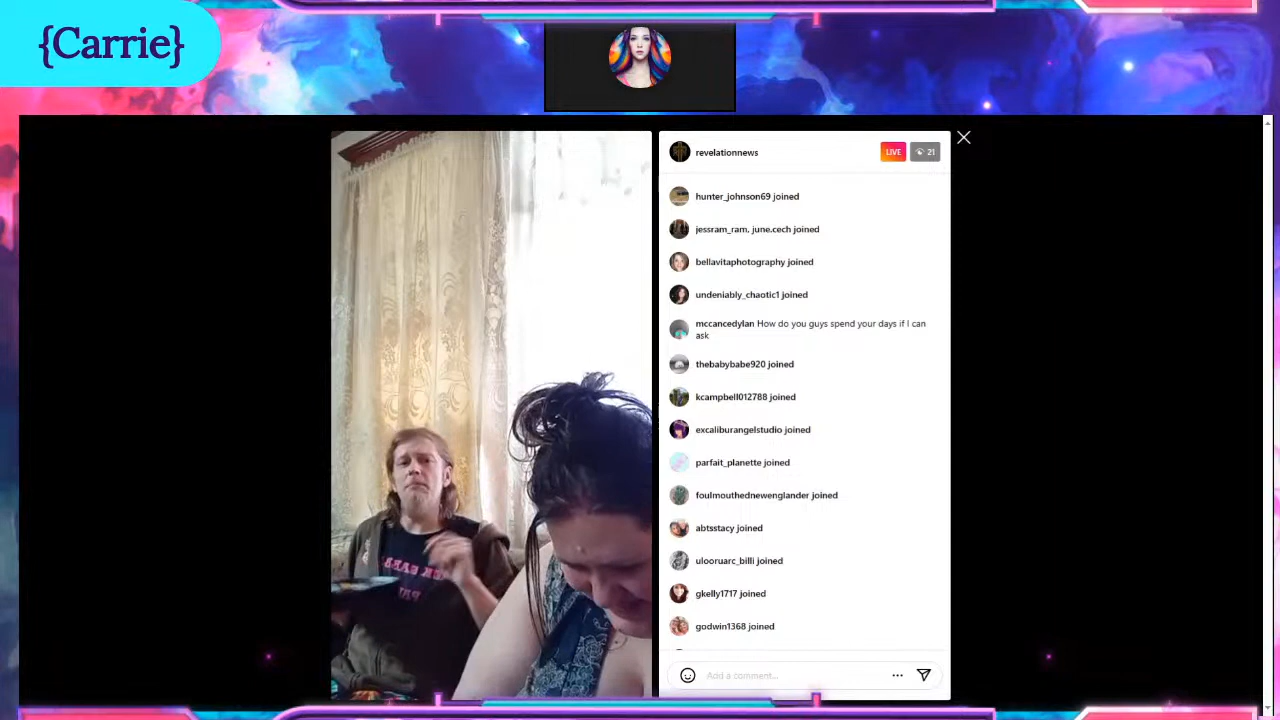 {Carrie}
revelationnews
LIVE
21
hunter_johnson69 joined
jessram_ram, june.cech joined
bellavitaphotography joined
undeniably_chaotic1 joined
mccancedylan How do you guys spend your days if I can
ask
thebabybabe920 joined
kcampbell012788 joined
excaliburangelstudio joined
parfait_planette joined
foulmouthednewenglander joined
abtsstacy joined
ulooruarc_billi joined
gkelly1717 joined
godwin1368 joined
Add a comment...